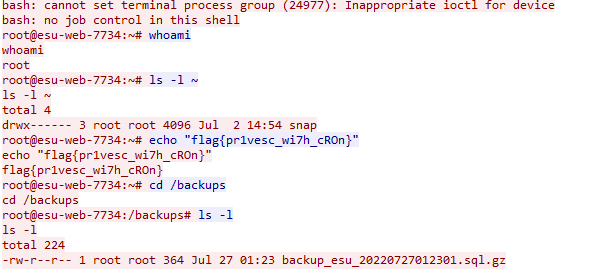 bash: cannot set terminal process group (24977): Inappropriate ioctl for device
bash: no job control in this shell
root@esu-web-7734:~# whoami
whoami
root
root@esu-web-7734:~# ls -l ~
ls -l ~
total 4
drwx------ 3 root root 4096 Jul  2 14:54 snap
root@esu-web-7734:~# echo "flag{pr1vesc_wi7h_cROn}"
echo "flag{pr1vesc_wi7h_cROn}"
flag{pr1vesc_wi7h_cROn}
root@esu-web-7734:~# cd /backups
cd /backups
root@esu-web-7734:/backups# ls -l
ls -l
total 224
-rw-r--r-- 1 root root 364 Jul 27 01:23 backup_esu_20220727012301.sql.gz